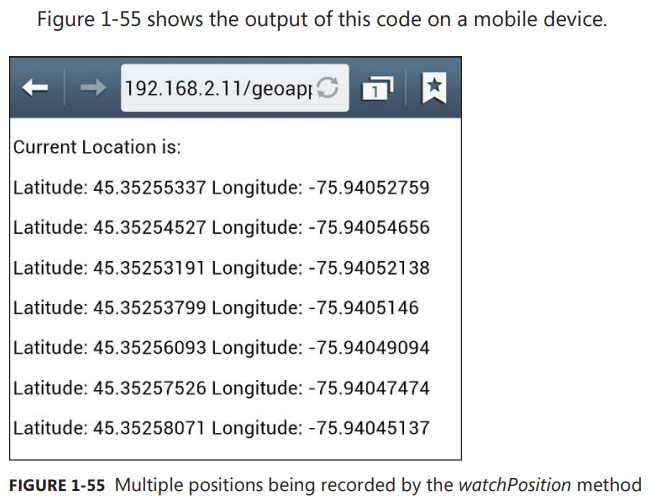 Figure 1-55 shows the output of this code on a mobile device.
192.168.2.11/geoap
1
Current Location is:
Latitude: 45.35255337 Longitude: -75.94052759
Latitude: 45.35254527 Longitude: -75.94054656
Latitude: 45.35253191 Longitude: -75.94052138
Latitude: 45.35253799 Longitude: -75.9405146
Latitude: 45.35256093 Longitude: -75.94049094
Latitude: 45.35257526 Longitude: -75.94047474
Latitude: 45.35258071 Longitude: -75.94045137
FIGURE 1-55 Multiple positions being recorded by the watchPosition method